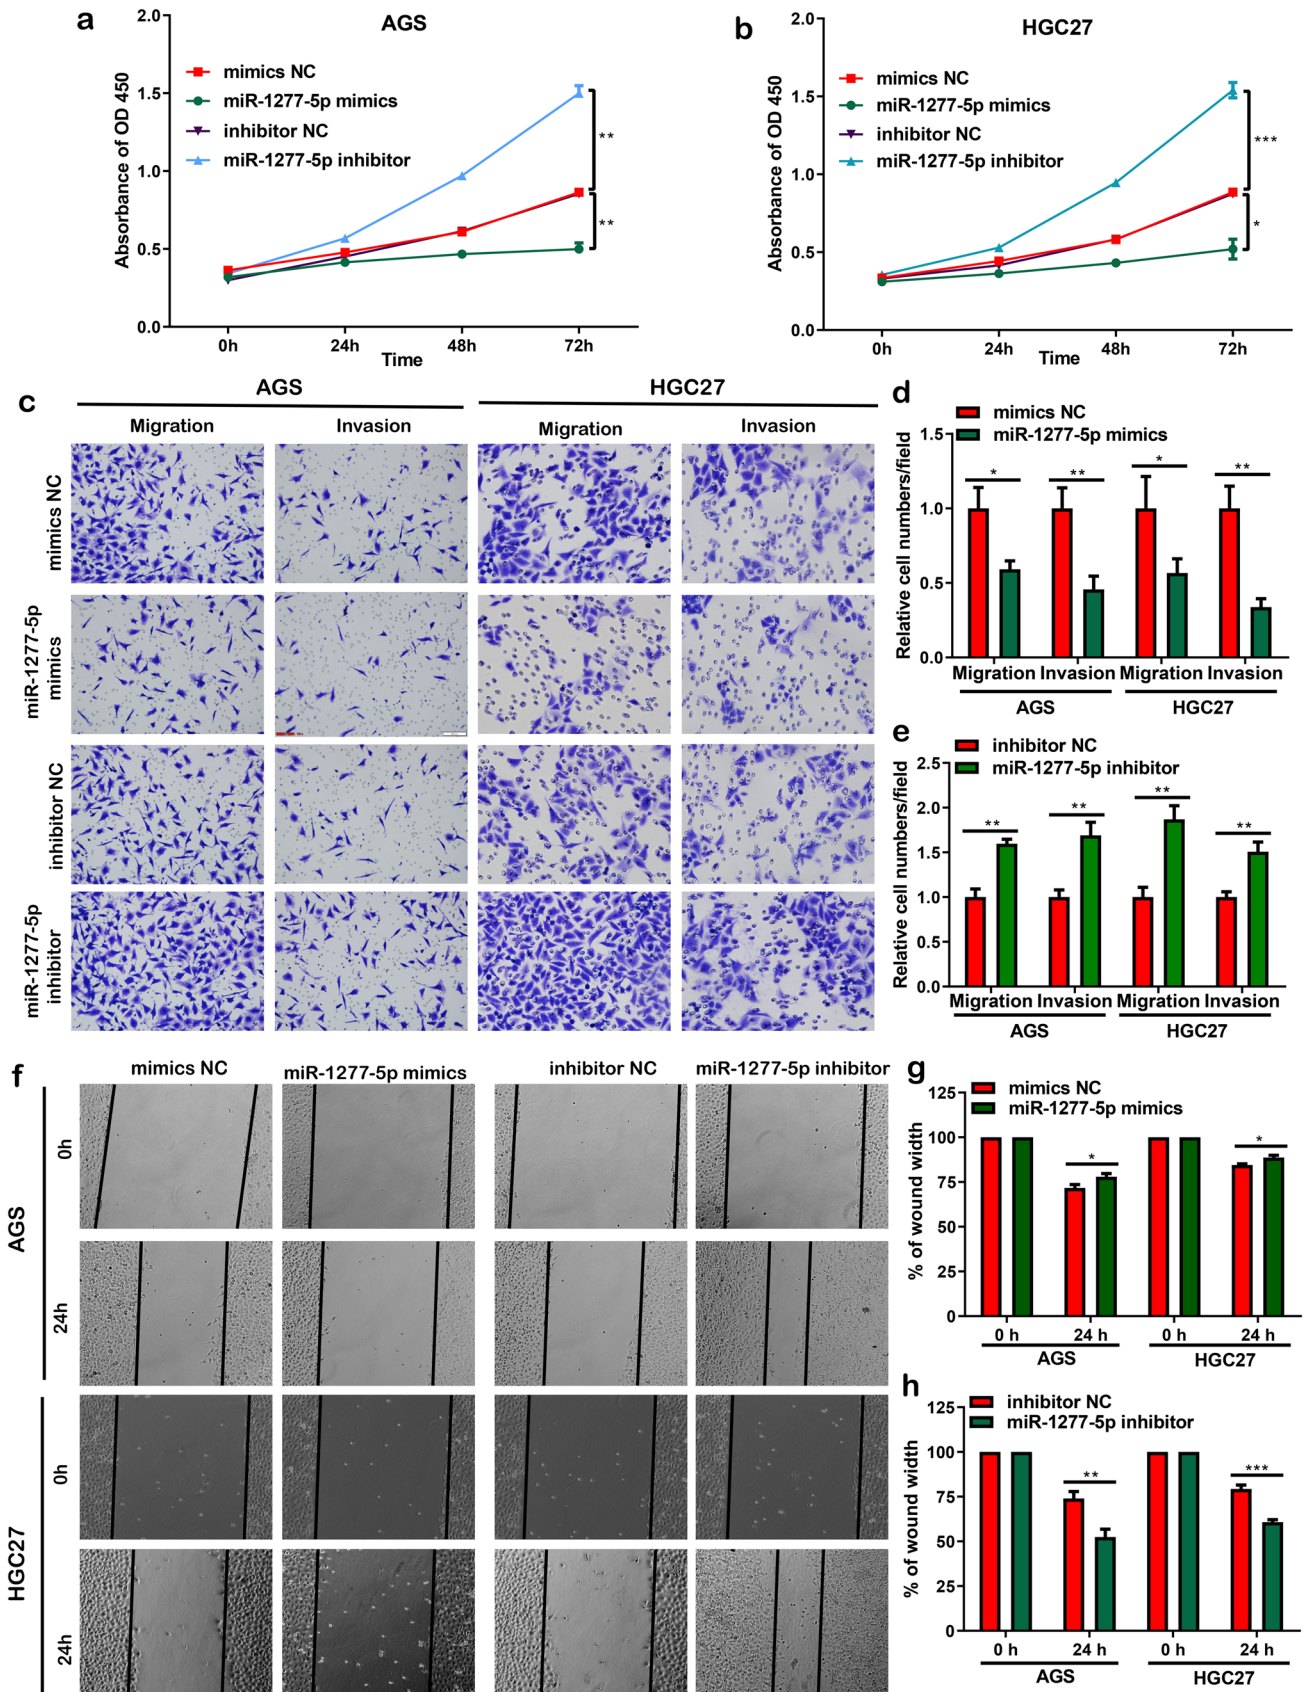 a
AGS
2.0
1.5
1.0
0.5
0.0
Absorbance of OD 450
mimics NC
miR-1277-5p mimics
inhibitor NC
miR-1277-5p inhibitor
**
**
0h
24h
48h
72h
Time
b
HGC27
2.0
1.5
1.0
0.5
0.0
Absorbance of OD 450
mimics NC
miR-1277-5p mimics
inhibitor NC
miR-1277-5p inhibitor
***
*
0h
24h
48h
72h
Time
c
AGS
HGC27
Migration
Invasion
Migration
Invasion
mimics NC
miR-1277-5p
mimics
inhibitor NC
miR-1277-5p
inhibitor
d
mimics NC
miR-1277-5p mimics
1.5
1.0
0.5
0.0
Relative cell numbers/field
*
**
*
**
Migration Invasion Migration Invasion
AGS
HGC27
e
inhibitor NC
miR-1277-5p inhibitor
2.5
2.0
1.5
1.0
0.5
0.0
Relative cell numbers/field
**
**
**
**
Migration Invasion Migration Invasion
AGS
HGC27
f
mimics NC
miR-1277-5p mimics
inhibitor NC
miR-1277-5p inhibitor
AGS
0h
24h
HGC27
0h
24h
g
mimics NC
miR-1277-5p mimics
125
100
75
50
25
0
% of wound width
*
*
0 h
24 h
0 h
24 h
AGS
HGC27
h
inhibitor NC
miR-1277-5p inhibitor
125
100
75
50
25
0
% of wound width
**
***
0 h
24 h
0 h
24 h
AGS
HGC27